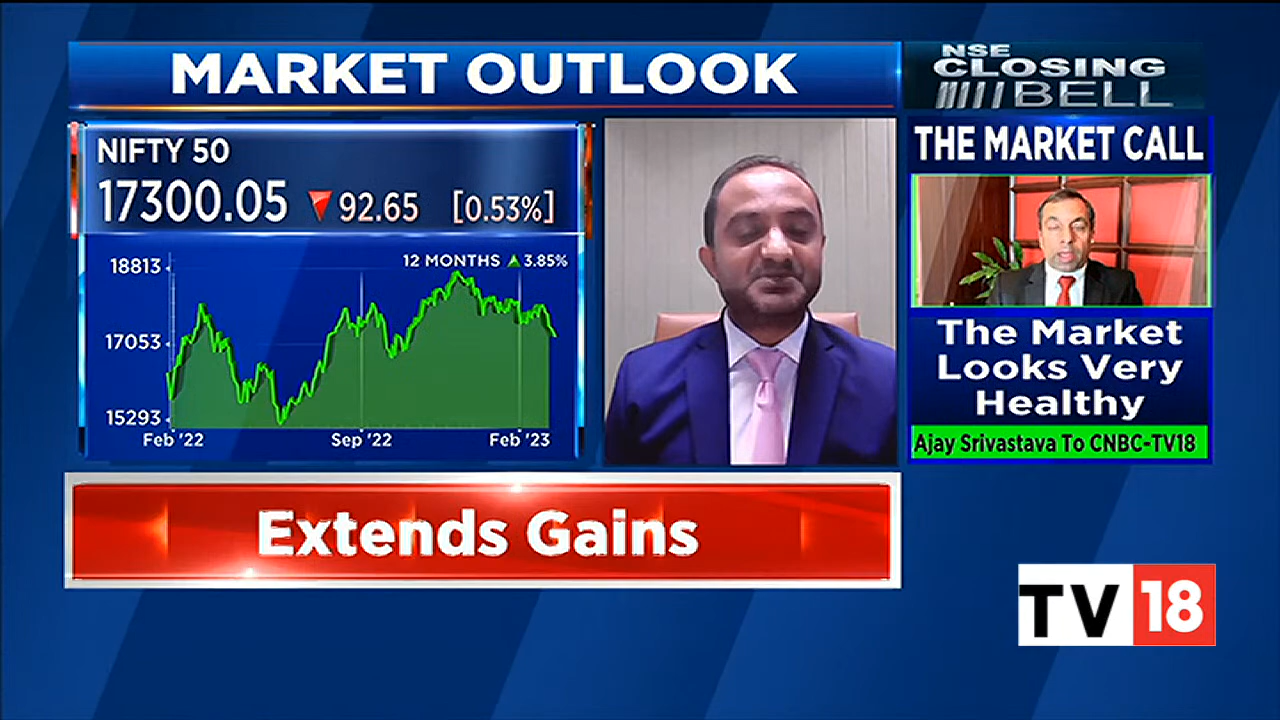 MARKET OUTLOOK
NSE
CLOSING
BELL
NIFTY 50
17300.05 ▼ 92.65 [0.53%]
12 MONTHS ▲ 3.85%
18813
17053
15293
Feb '22 Sep '22 Feb '23
THE MARKET CALL
The Market
Looks Very
Healthy
Ajay Srivastava To CNBC-TV18
Extends Gains
TV 18